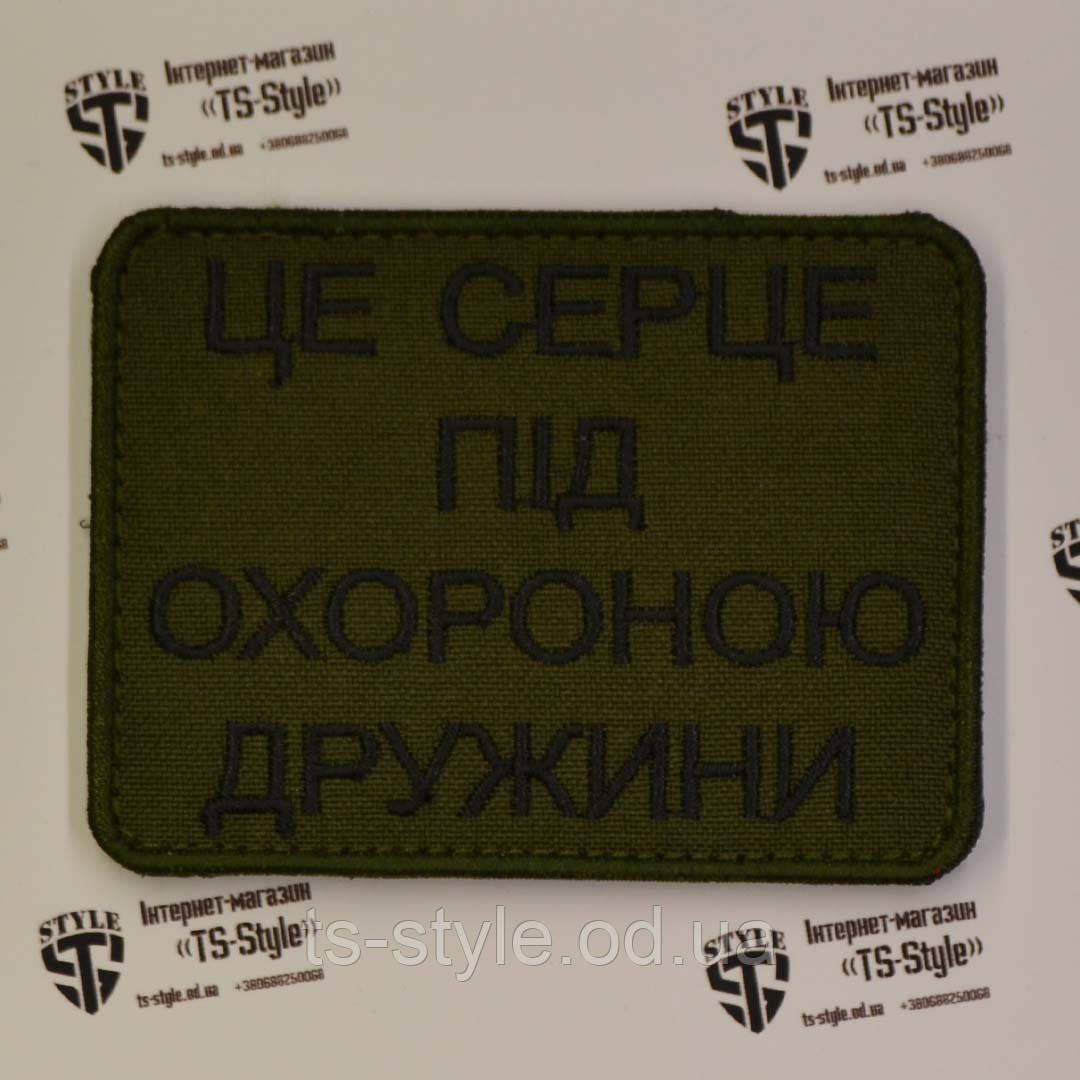 STYLE
Інтернет-магазин
«TS-Style»
ts-style.od.ua +380688250068
STYLE
Інтернет-магазин
«TS-Style»
ts-style.od.ua +380688250068
ЦЕ СЕРЦЕ
ПІД
ОХОРОНОЮ
ДРУЖИНИ
ts-style.od.ua
STYLE
Інтернет-магазин
«TS-Style»
ts-style.od.ua +380688250068
STYLE
Інтернет-магазин
«TS-Style»
ts-style.od.ua +380688250068